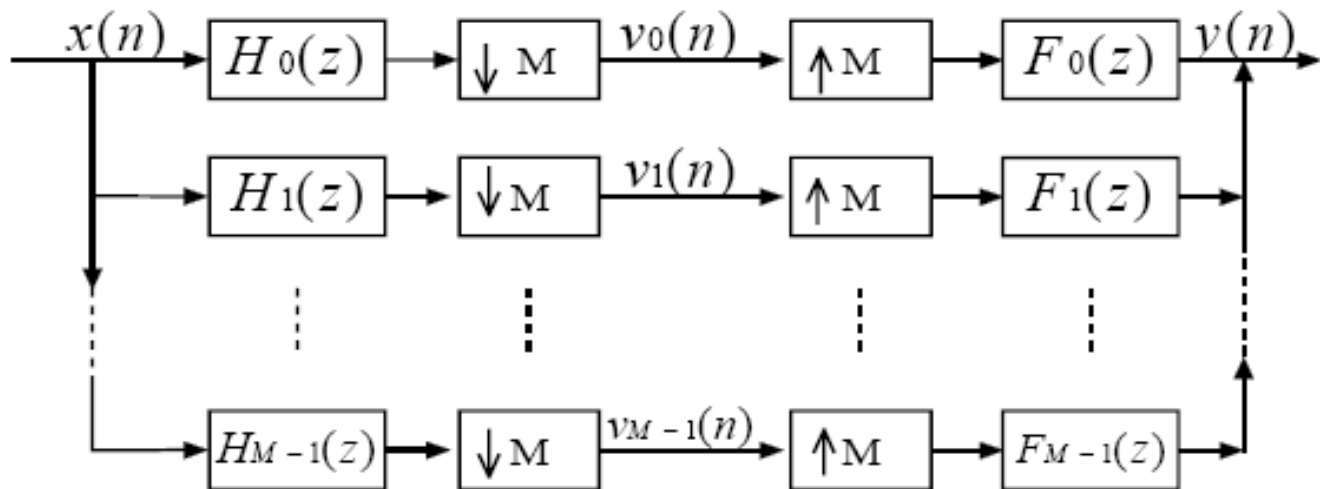 x(n) H0(z) ↓ M v0(n) ↑ M F0(z) y(n)
H1(z) ↓ M v1(n) ↑ M F1(z)
HM-1(z) ↓ M vM-1(n) ↑ M FM-1(z)